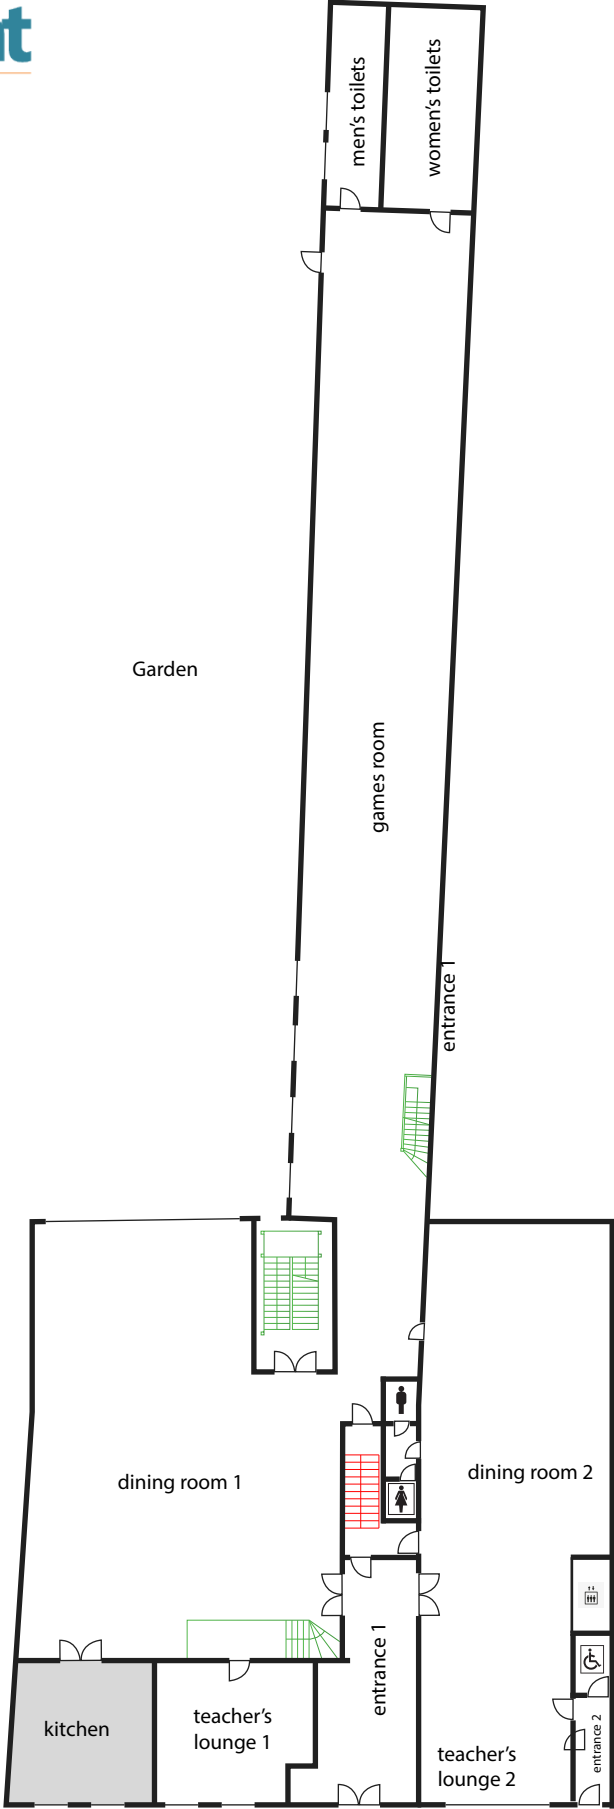 men's toilets
women's toilets
Garden
games room
entrance 1
dining room 1
dining room 2
entrance 1
kitchen
teacher's
lounge 1
teacher's
lounge 2
entrance 2